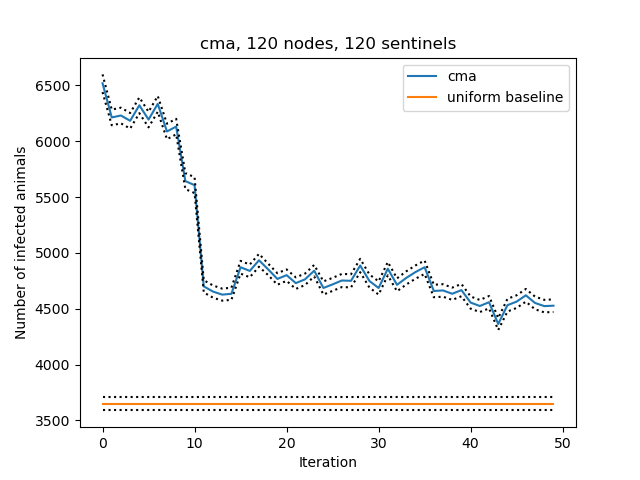 cma, 120 nodes, 120 sentinels
cma
uniform baseline
6500
6000
5500
5000
4500
4000
3500
Number of infected animals
0 10 20 30 40 50
Iteration